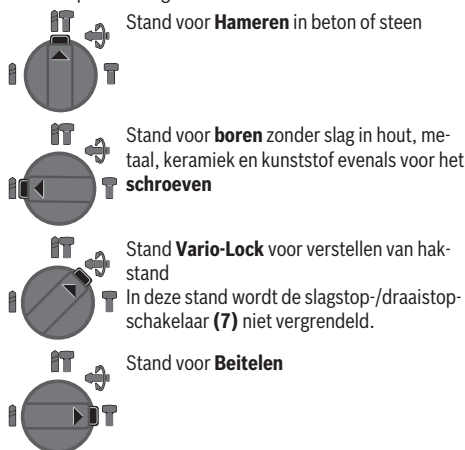 Stand voor Hameren in beton of steen
Stand voor boren zonder slag in hout, me-
taal, keramiek en kunststof evenals voor het
schroeven
Stand Vario-Lock voor verstellen van hak-
stand
In deze stand wordt de slagstop-/draaistop-
schakelaar (7) niet vergrendeld.
Stand voor Beitelen